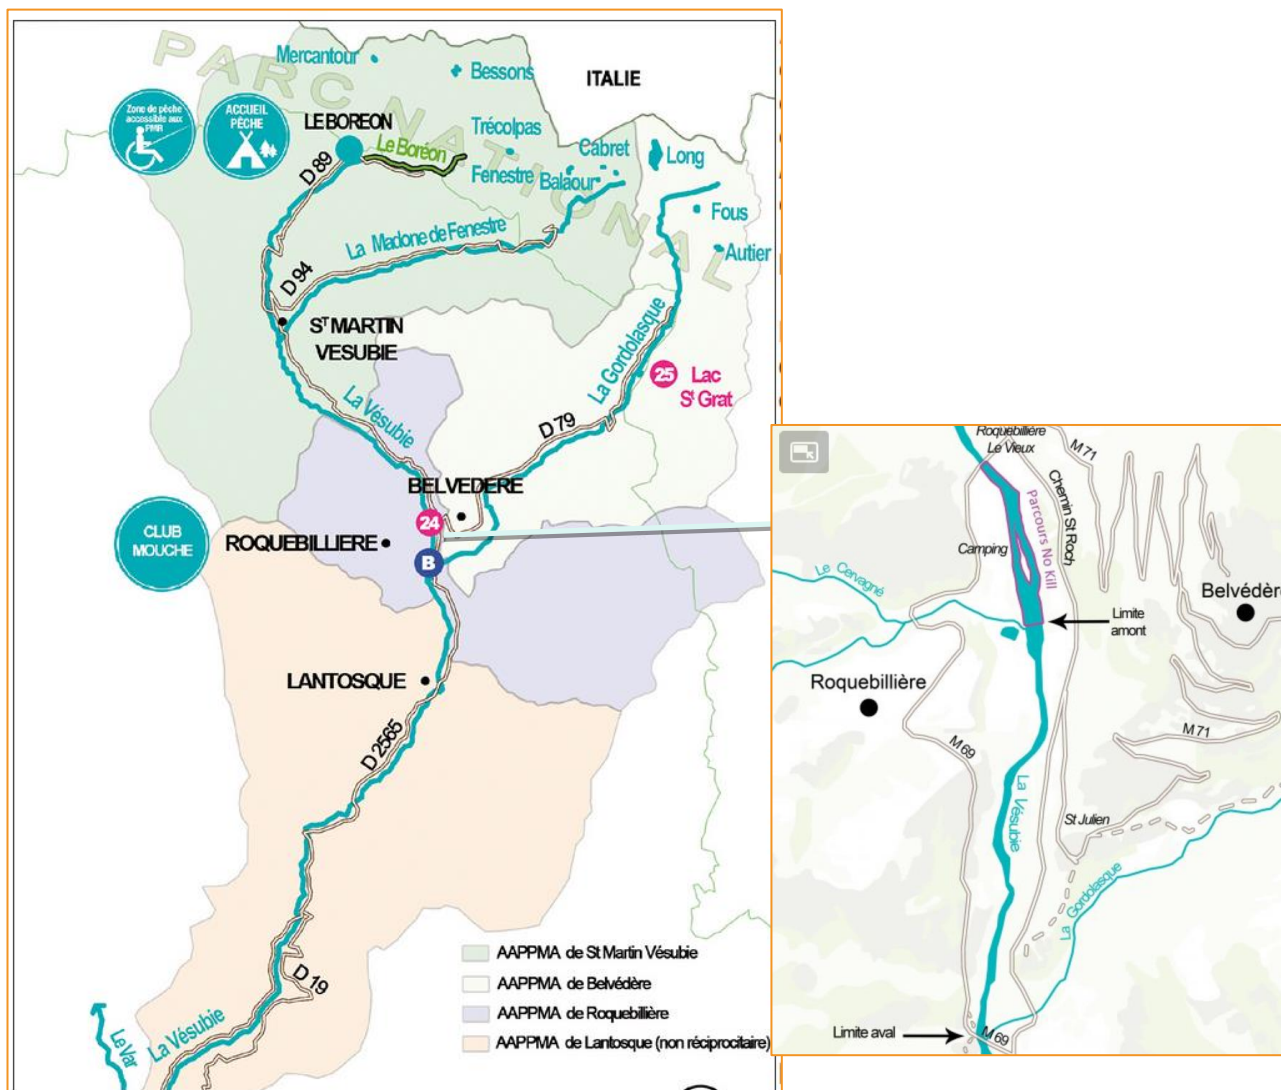 PARC NATIONAL
Mercantour
Bessons
ITALIE
Zone de pêche
accessible aux
PMR
ACCUEIL
PÊCHE
LE BOREON
Le Boréon
Trécolpas
Cabret
Long
Fenestre
Balaour
D 89
Fous
La Madone de Fenestre
Autier
D 94
ST MARTIN
VESUBIE
La Gordolasque
25
Lac
St Grat
La Vésubie
D 79
BELVEDERE
24
CLUB
MOUCHE
ROQUEBILLIERE
B
LANTOSQUE
D 2565
D 19
La Vésubie
Le Var
AAPPMA de St Martin Vésubie
AAPPMA de Belvédère
AAPPMA de Roquebillière
AAPPMA de Lantosque (non réciprocitaire)
Roquebillière
Le Vieux
M 71
Chemin St Roch
Parcours No Kill
Camping
Le Cervagné
Belvédère
Limite
amont
Roquebillière
M 69
M 71
La Vésubie
St Julien
La Gordolasque
Limite aval
M 69